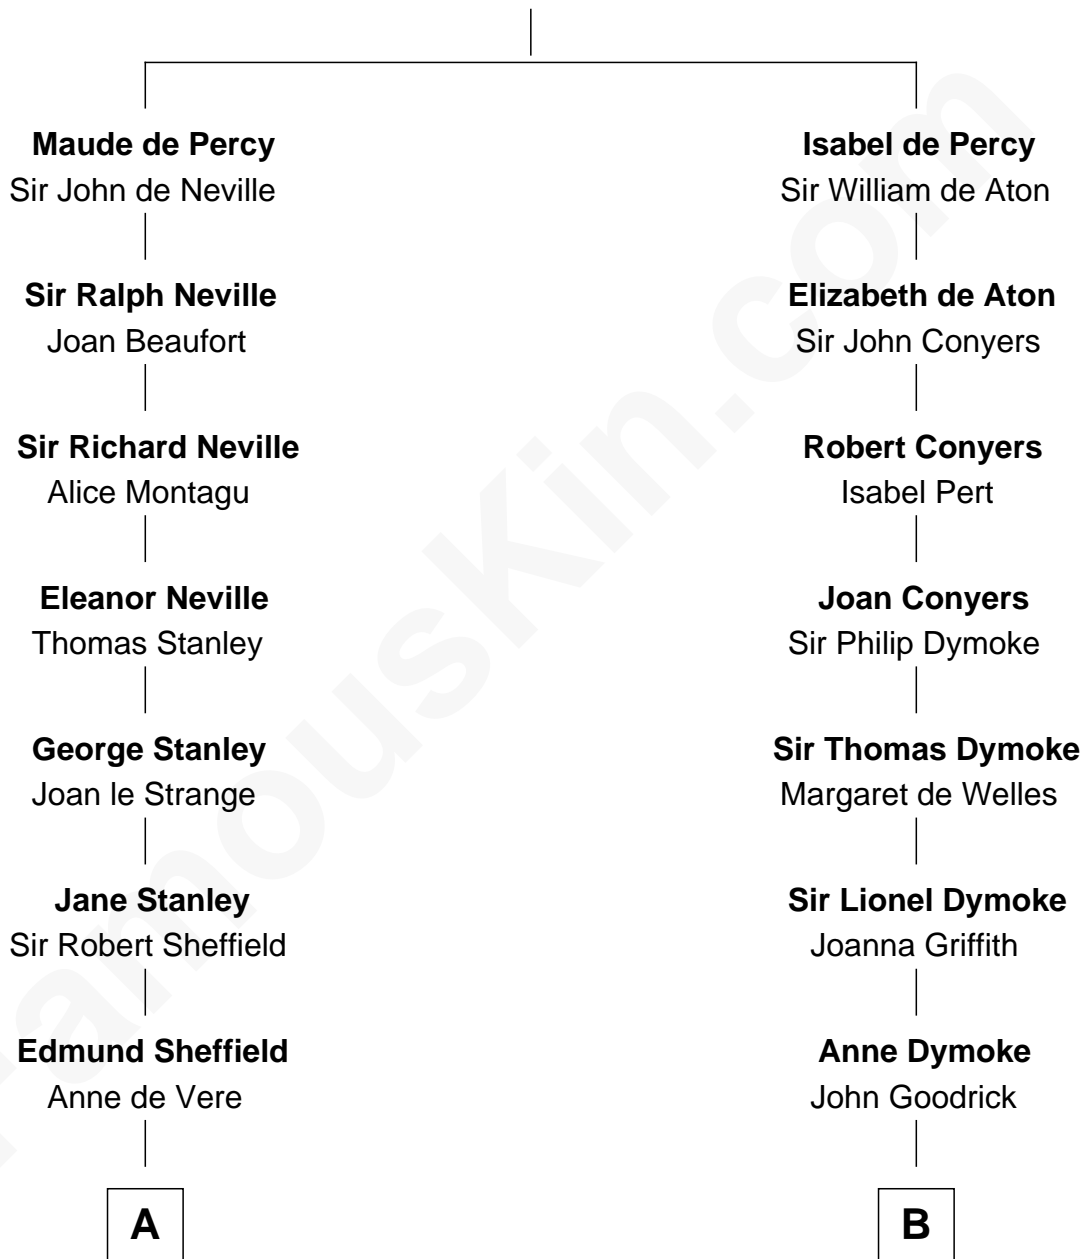 Maude de Percy
Sir John de Neville
Sir Ralph Neville
Joan Beaufort
Sir Richard Neville
Alice Montagu
Eleanor Neville
Thomas Stanley
George Stanley
Joan le Strange
Jane Stanley
Sir Robert Sheffield
Edmund Sheffield
Anne de Vere
A
Isabel de Percy
Sir William de Aton
Elizabeth de Aton
Sir John Conyers
Robert Conyers
Isabel Pert
Joan Conyers
Sir Philip Dymoke
Sir Thomas Dymoke
Margaret de Welles
Sir Lionel Dymoke
Joanna Griffith
Anne Dymoke
John Goodrick
B
FamousKin.com